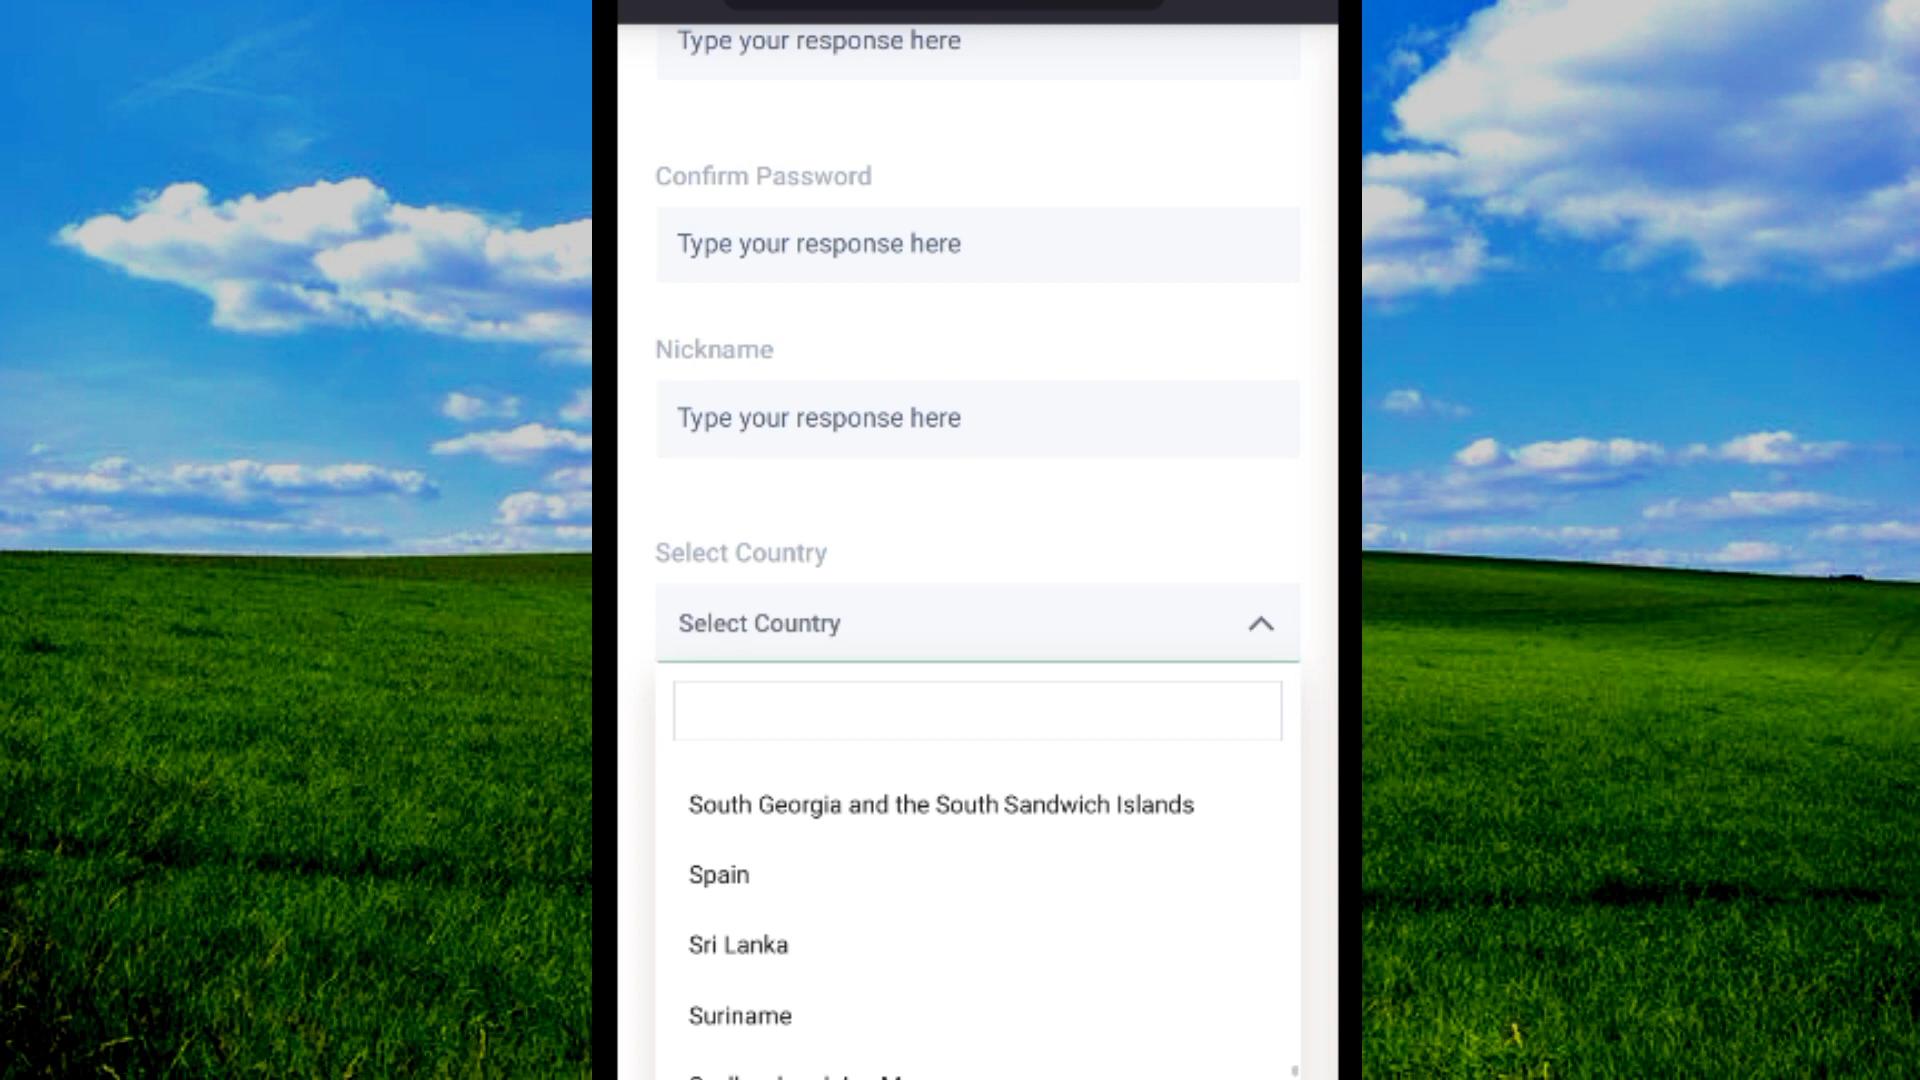 Type your response here
Confirm Password
Type your response here
Nickname
Type your response here
Select Country
Select Country
South Georgia and the South Sandwich Islands
Spain
Sri Lanka
Suriname